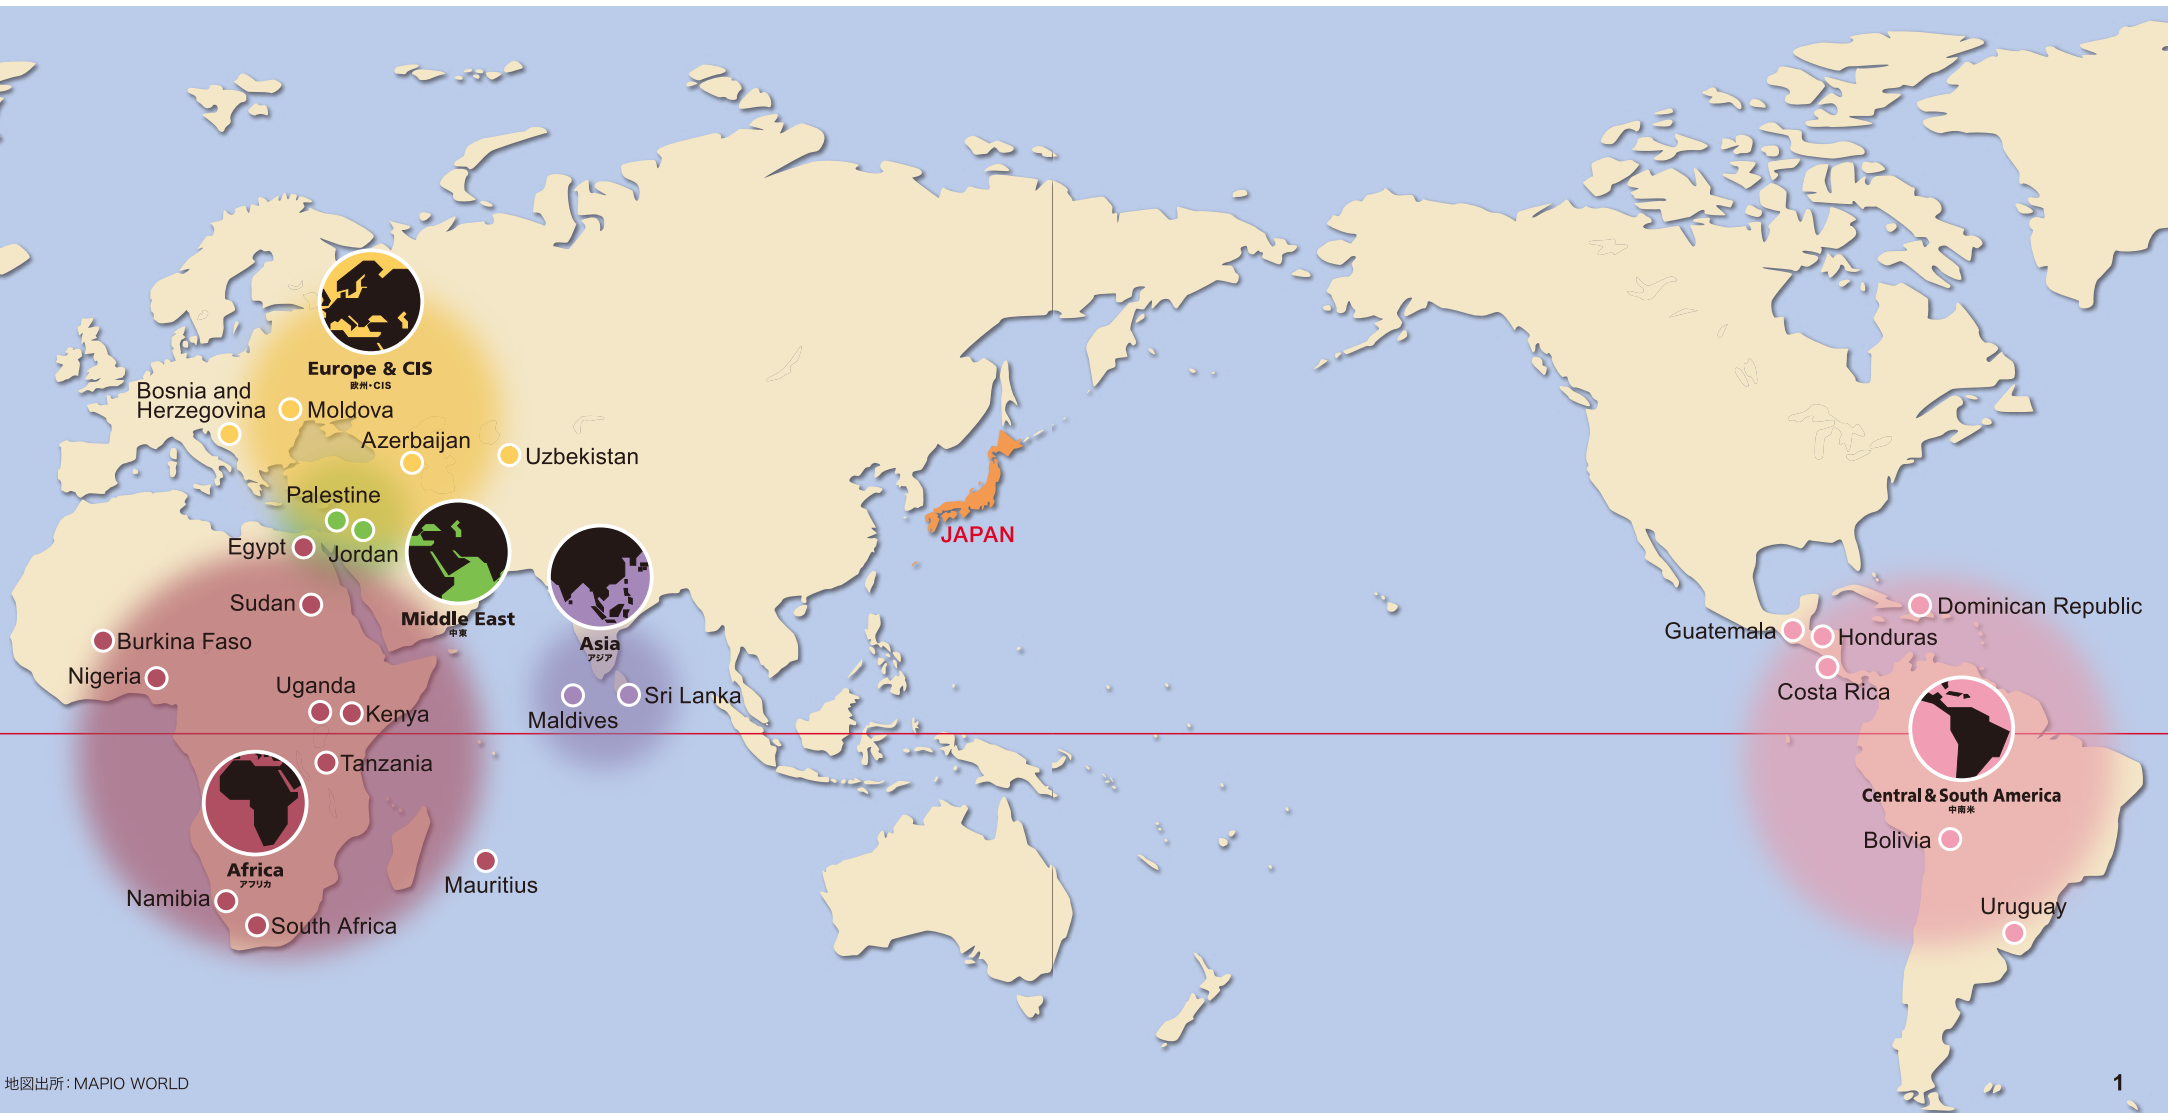 Europe & CIS
欧州・CIS
Bosnia and
Herzegovina
Moldova
Azerbaijan
Uzbekistan
Palestine
Jordan
Middle East
中東
Egypt
Sudan
Burkina Faso
Nigeria
Uganda
Kenya
Tanzania
Africa
アフリカ
Namibia
South Africa
Mauritius
Asia
アジア
Maldives
Sri Lanka
JAPAN
Guatemala
Honduras
Dominican Republic
Costa Rica
Central & South America
中南米
Bolivia
Uruguay
地図出所：MAPIO WORLD
1